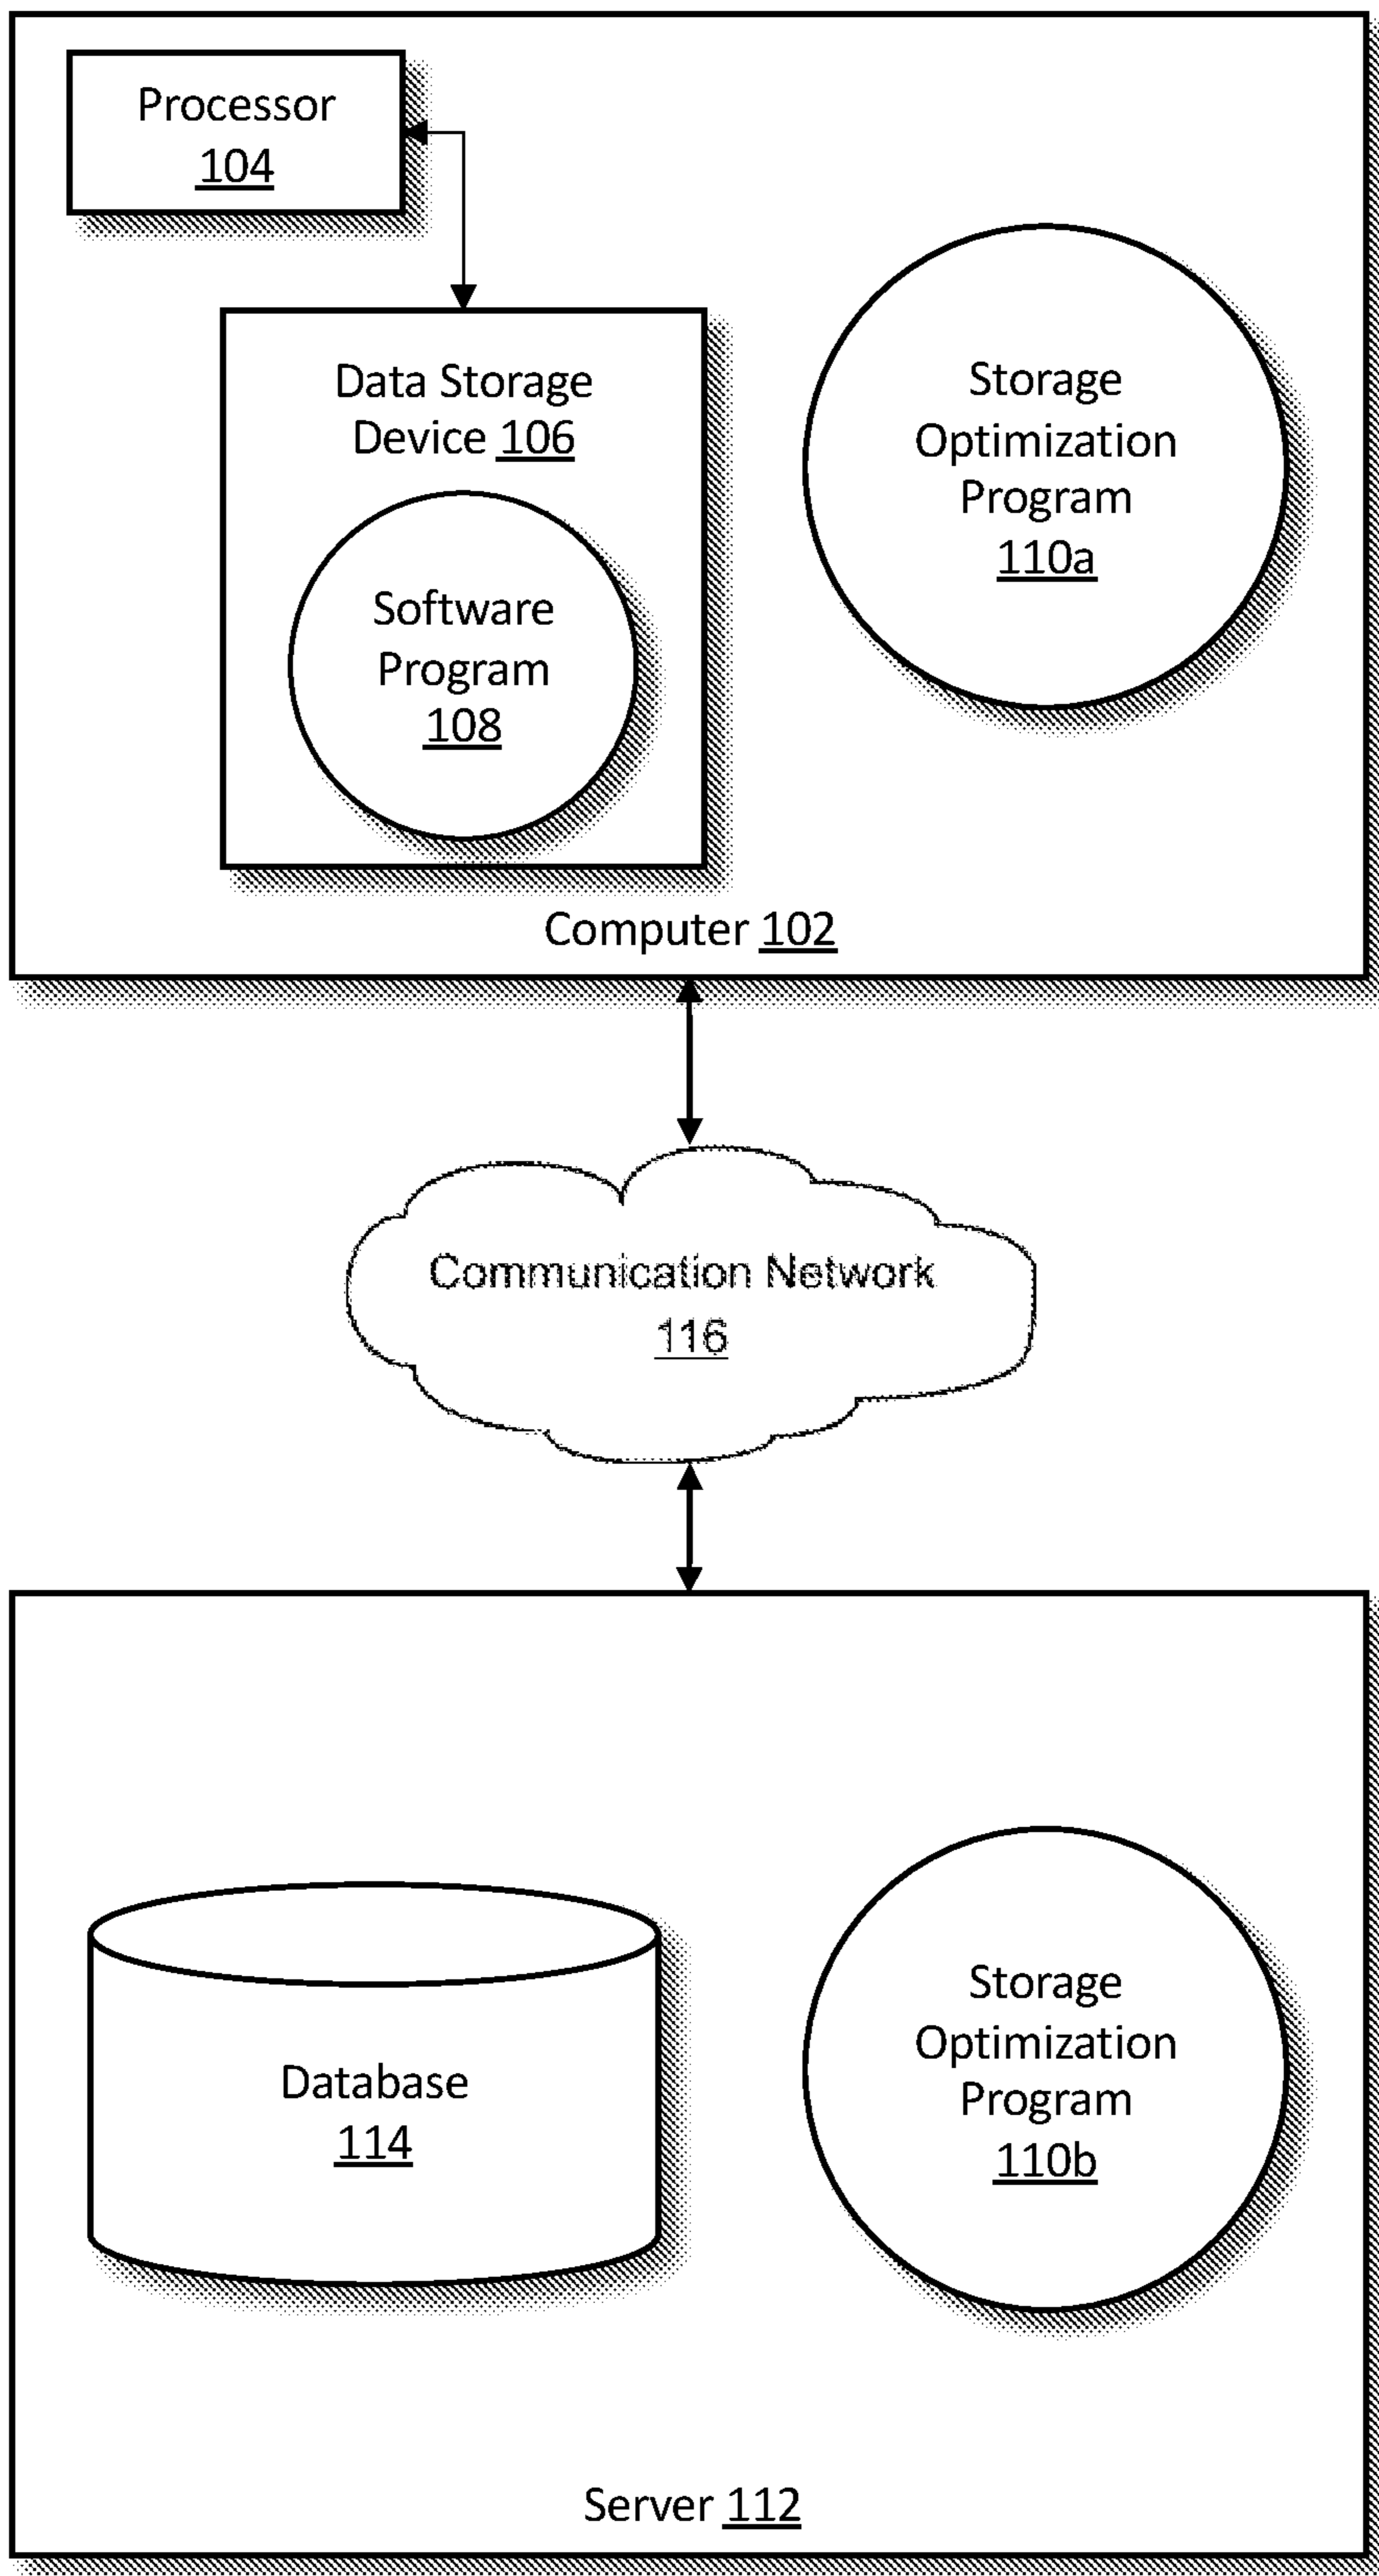 Processor
104
Data Storage
Device 106
Software
Program
108
Storage
Optimization
Program
110a
Computer 102
Communication Network
116
Database
114
Storage
Optimization
Program
110b
Server 112